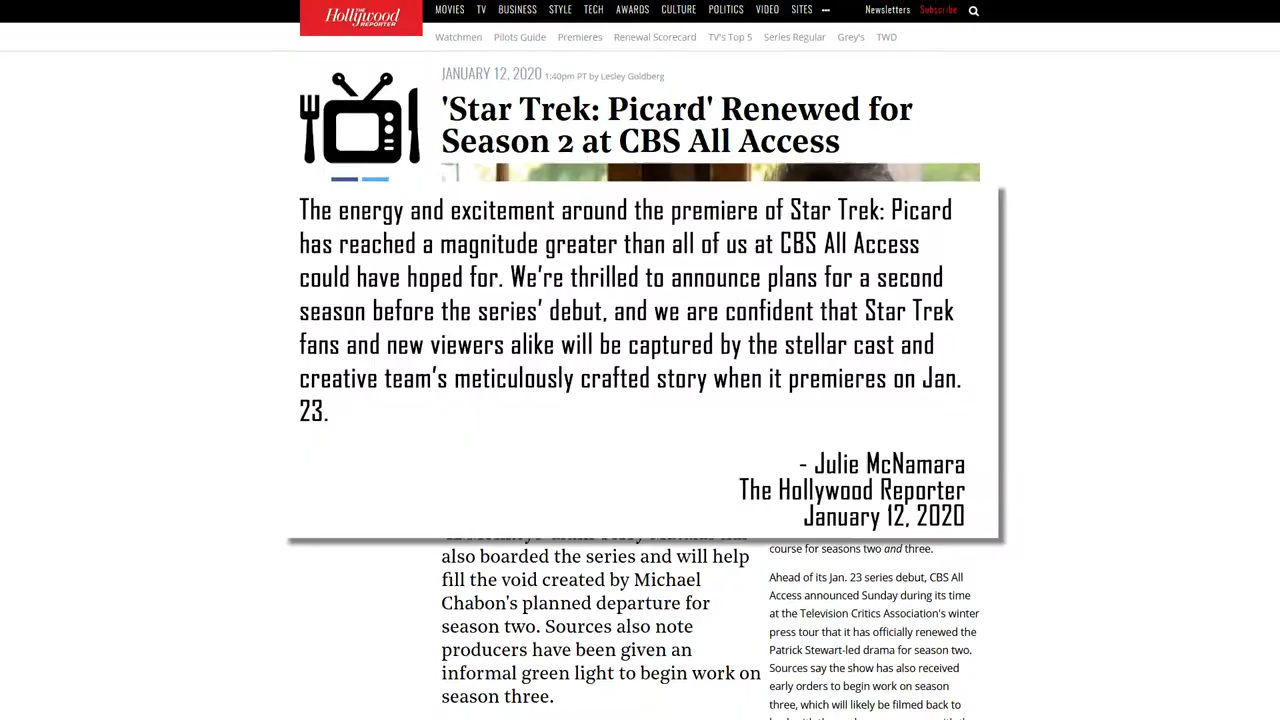 THE
Hollywood
REPORTER
MOVIES TV BUSINESS STYLE TECH AWARDS CULTURE POLITICS VIDEO SITES •••
Newsletters Subscribe
Watchmen Pilots Guide Premieres Renewal Scorecard TV's Top 5 Series Regular Grey's TWD
JANUARY 12, 2020 1:40pm PT by Lesley Goldberg
'Star Trek: Picard' Renewed for
Season 2 at CBS All Access
The energy and excitement around the premiere of Star Trek: Picard
has reached a magnitude greater than all of us at CBS All Access
could have hoped for. We're thrilled to announce plans for a second
season before the series' debut, and we are confident that Star Trek
fans and new viewers alike will be captured by the stellar cast and
creative team's meticulously crafted story when it premieres on Jan.
23.
- Julie McNamara
The Hollywood Reporter
January 12, 2020
also boarded the series and will help
fill the void created by Michael
Chabon's planned departure for
season two. Sources also note
producers have been given an
informal green light to begin work on
season three.
course for seasons two and three.
Ahead of its Jan. 23 series debut, CBS All
Access announced Sunday during its time
at the Television Critics Association's winter
press tour that it has officially renewed the
Patrick Stewart-led drama for season two.
Sources say the show has also received
early orders to begin work on season
three, which will likely be filmed back to